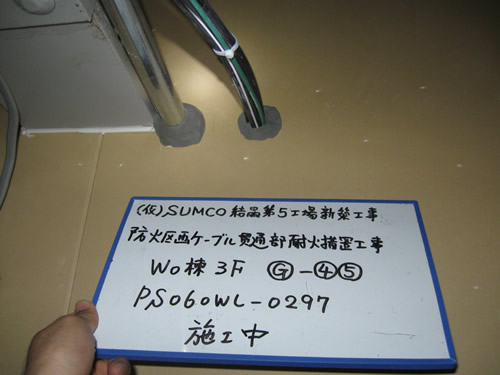 (仮)SUMCO結晶第5工場新築工事
防火区画ケーブル貫通部耐火措置工事
W0棟 3F Ⓖ-④⑤
PS060WL-0297
施工中